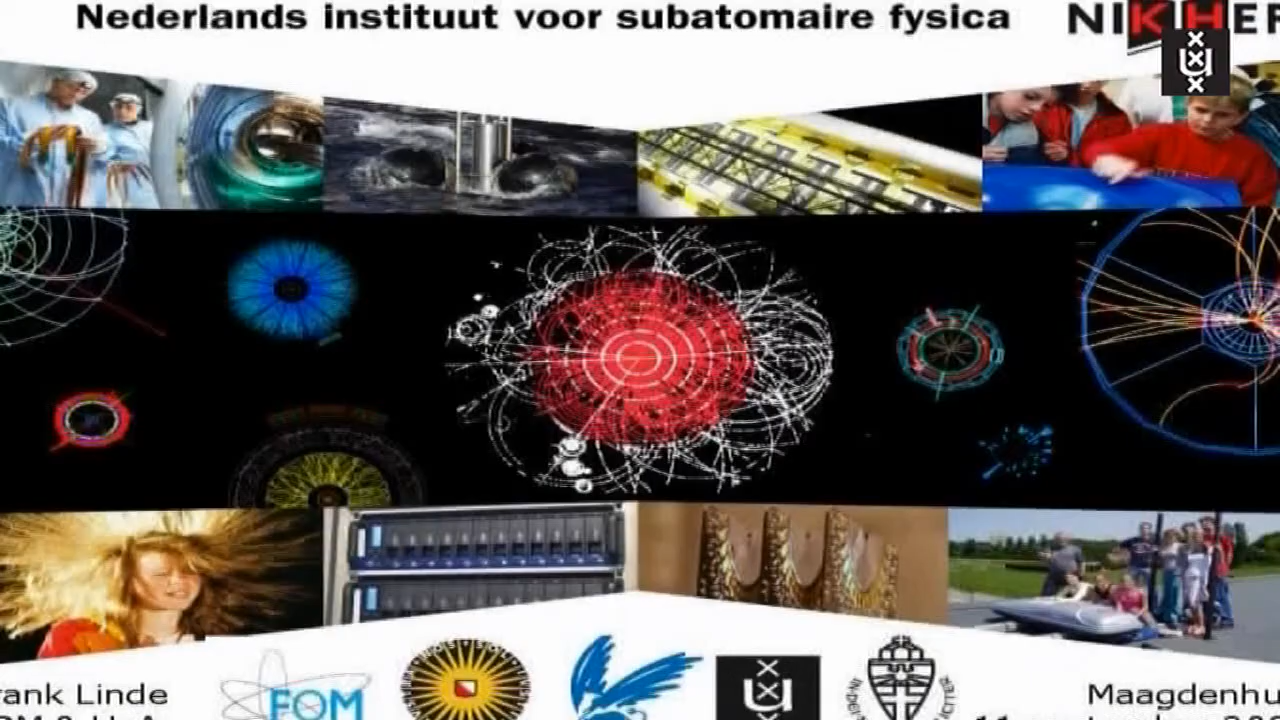 Nederlands instituut voor subatomaire fysica
NIKHEF
rank Linde
FOM
Maagdenhu